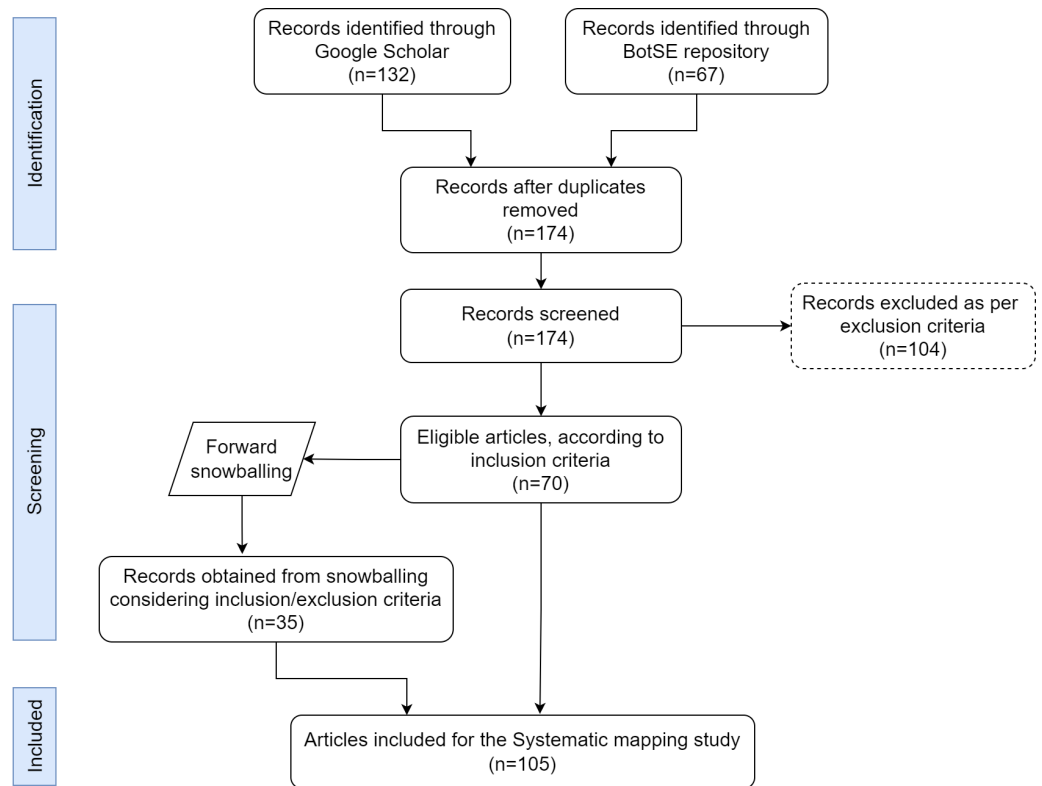 Identification
Records identified through
Google Scholar
(n=132)
Records identified through
BotSE repository
(n=67)
Records after duplicates
removed
(n=174)
Screening
Records screened
(n=174)
Records excluded as per
exclusion criteria
(n=104)
Eligible articles, according to
inclusion criteria
(n=70)
Forward
snowballing
Records obtained from snowballing
considering inclusion/exclusion criteria
(n=35)
Included
Articles included for the Systematic mapping study
(n=105)